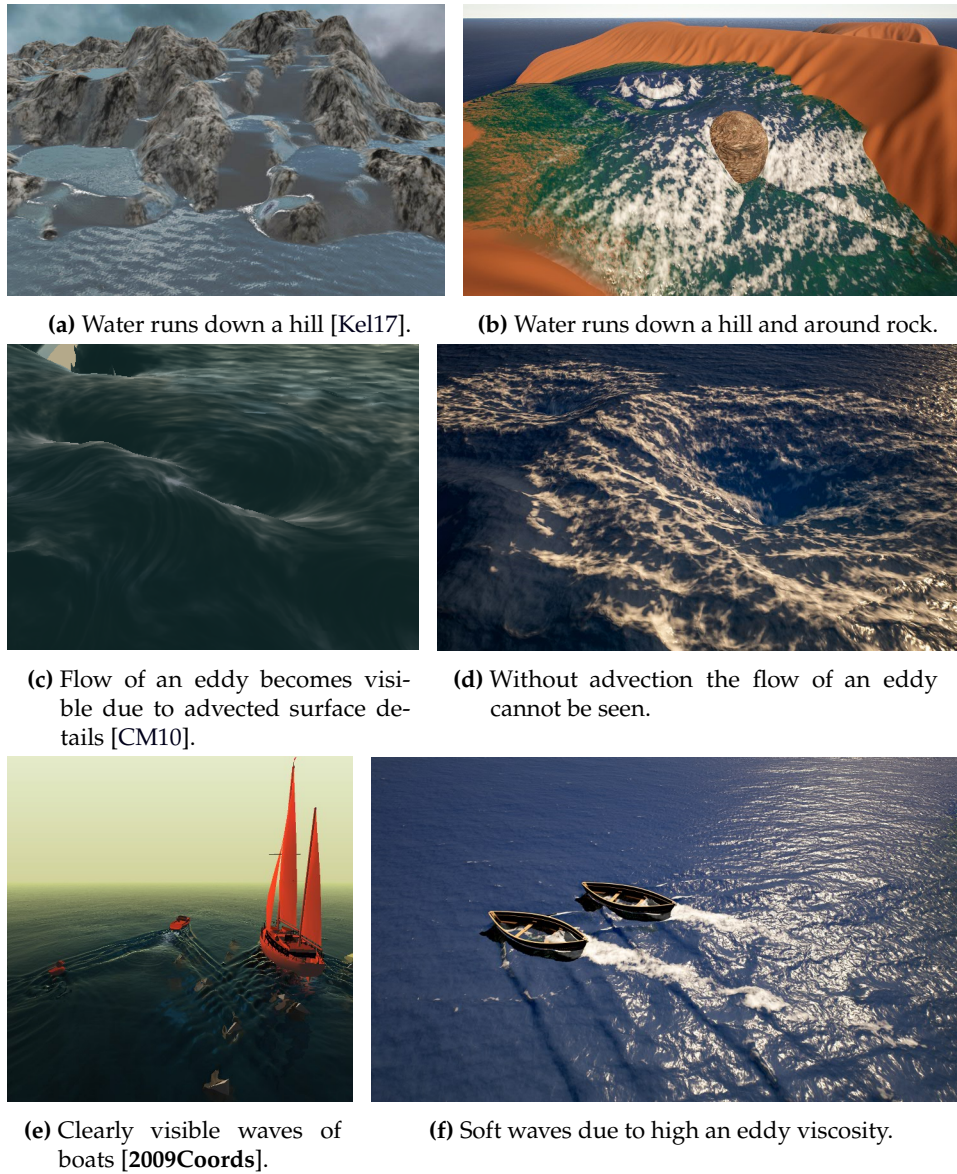 (a) Water runs down a hill [Kel17].
(b) Water runs down a hill and around rock.
(c) Flow of an eddy becomes visi-
ble due to advected surface de-
tails [CM10].
(d) Without advection the flow of an eddy
cannot be seen.
(e) Clearly visible waves of
boats [2009Coords].
(f) Soft waves due to high an eddy viscosity.